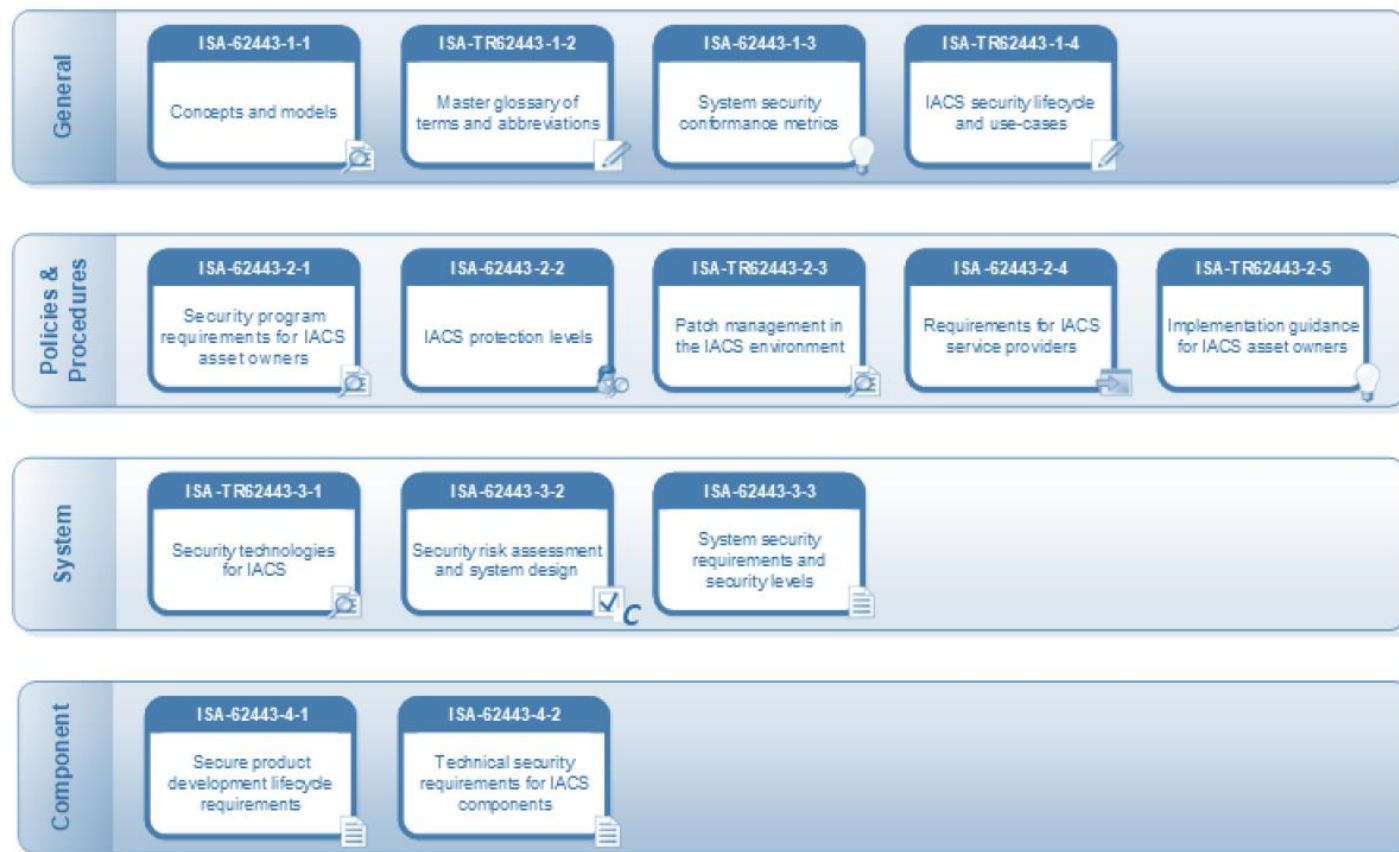 General
ISA-62443-1-1
Concepts and models
ISA-TR62443-1-2
Master glossary of
terms and abbreviations
ISA-62443-1-3
System security
conformance metrics
ISA-TR62443-1-4
IACS security lifecycle
and use-cases
Policies &
Procedures
ISA-62443-2-1
Security program
requirements for IACS
asset owners
ISA-62443-2-2
IACS protection levels
ISA-TR62443-2-3
Patch management in
the IACS environment
ISA-62443-2-4
Requirements for IACS
service providers
ISA-TR62443-2-5
Implementation guidance
for IACS asset owners
System
ISA-TR62443-3-1
Security technologies
for IACS
ISA-62443-3-2
Security risk assessment
and system design
C
ISA-62443-3-3
System security
requirements and
security levels
Component
ISA-62443-4-1
Secure product
development lifecycle
requirements
ISA-62443-4-2
Technical security
requirements for IACS
components